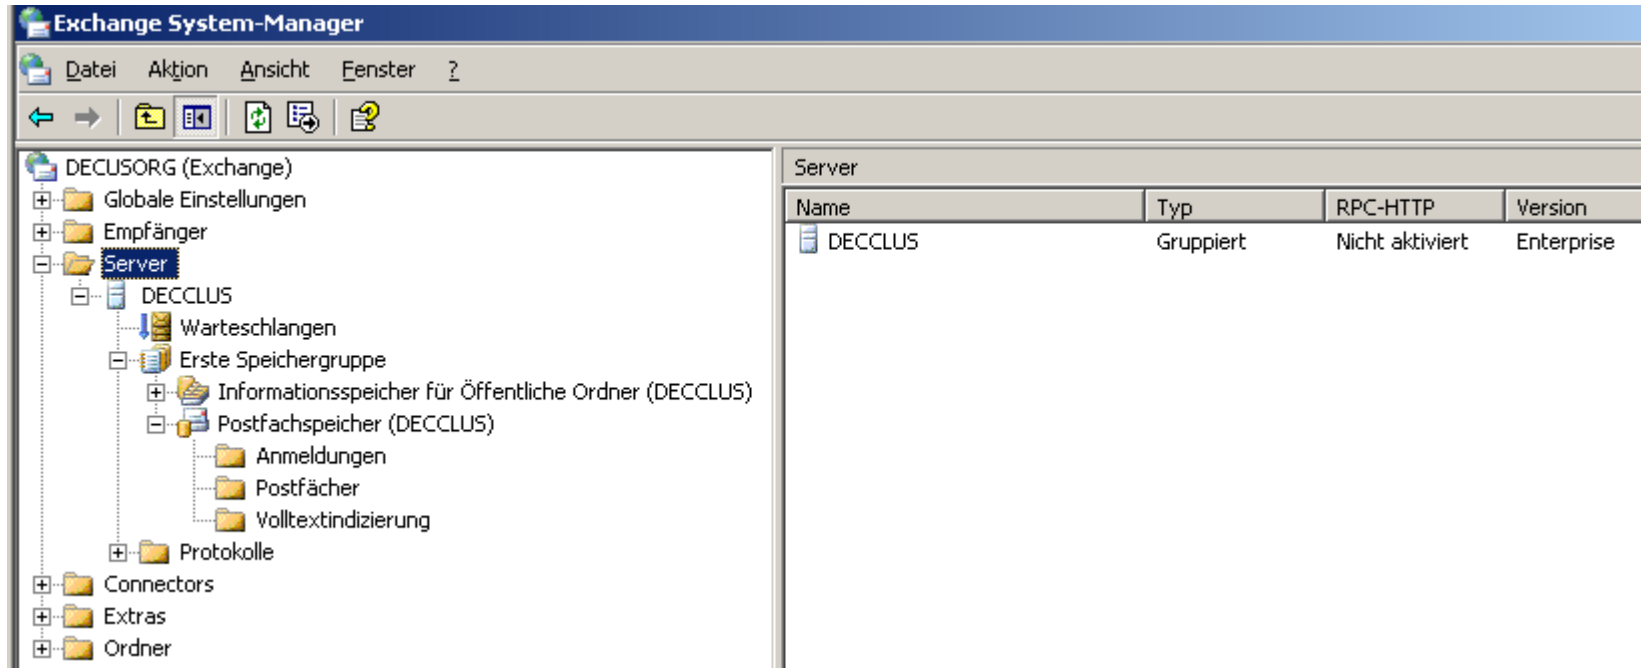 Exchange System-Manager
Datei Aktion Ansicht Fenster ?
DECUSORG (Exchange)
Globale Einstellungen
Empfänger
Server
DECCLUS
Warteschlangen
Erste Speichergruppe
Informationsspeicher für Öffentliche Ordner (DECCLUS)
Postfachspeicher (DECCLUS)
Anmeldungen
Postfächer
Volltextindizierung
Protokolle
Connectors
Extras
Ordner
Server
Name Typ RPC-HTTP Version
DECCLUS Gruppiert Nicht aktiviert Enterprise